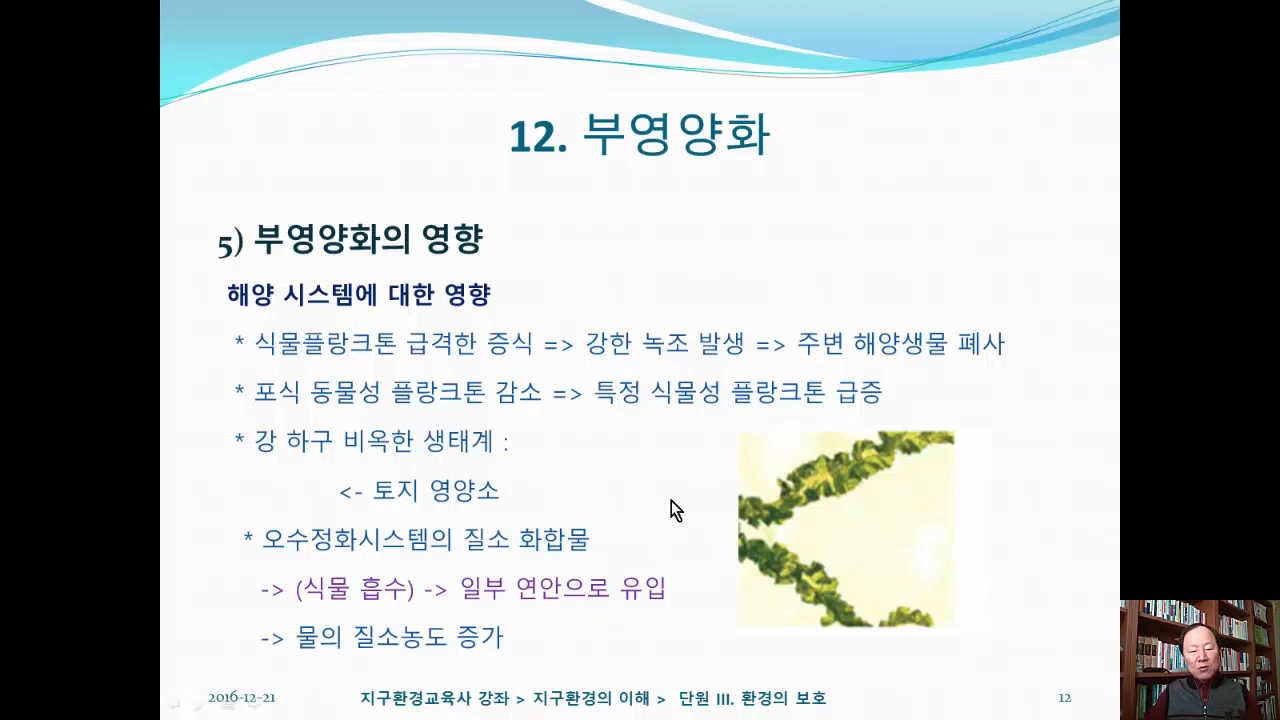 12. 부영양화
5) 부영양화의 영향
해양 시스템에 대한 영향
* 식물플랑크톤 급격한 증식 => 강한 녹조 발생 => 주변 해양생물 폐사
* 포식 동물성 플랑크톤 감소 => 특정 식물성 플랑크톤 급증
* 강 하구 비옥한 생태계 :
<- 토지 영양소
* 오수정화시스템의 질소 화합물
-> (식물 흡수) -> 일부 연안으로 유입
-> 물의 질소농도 증가
2016-12-21 지구환경교육사 강좌 > 지구환경의 이해 > 단원 III. 환경의 보호 12